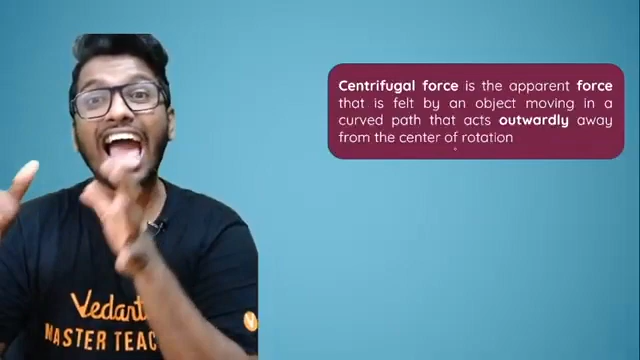 Centrifugal force is the apparent force
that is felt by an object moving in a
curved path that acts outwardly away
from the center of rotation
Vedant
MASTER TEAC